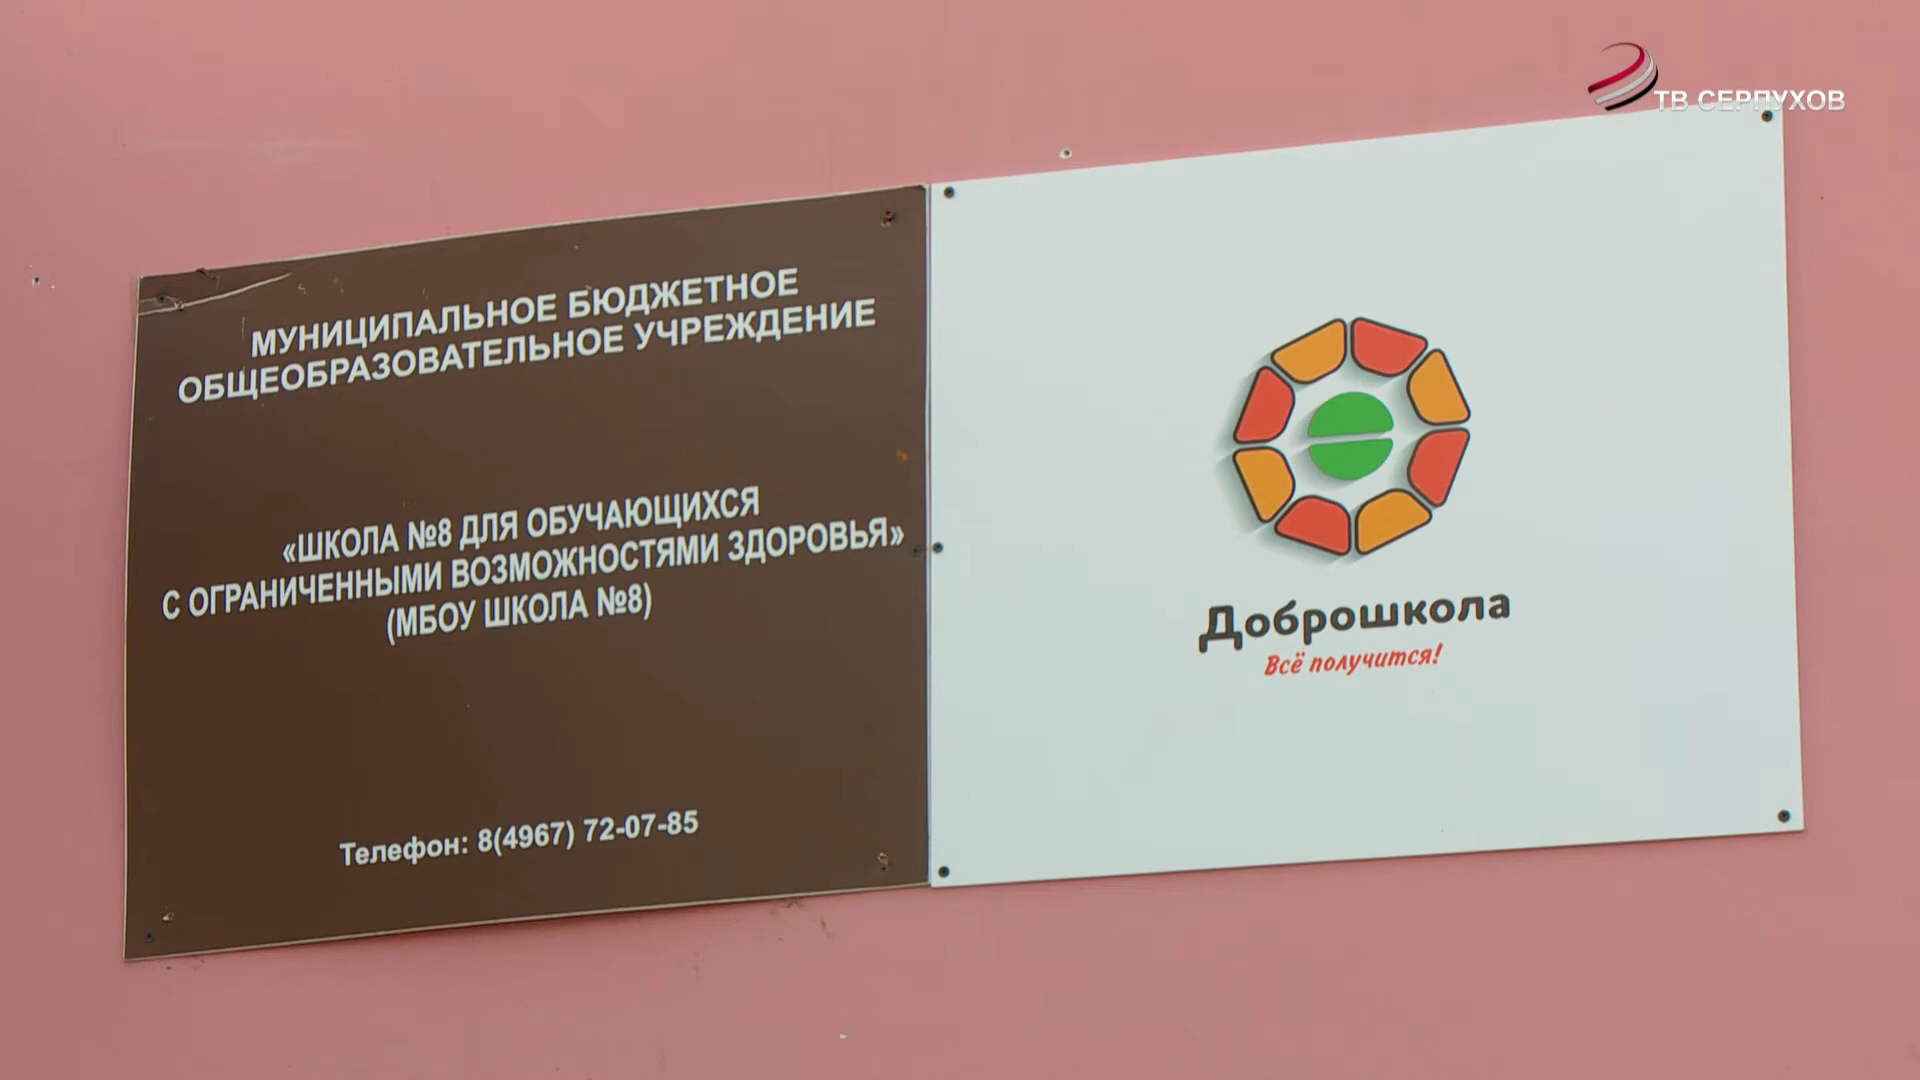 ТВ СЕРПУХОВ
МУНИЦИПАЛЬНОЕ БЮДЖЕТНОЕ
ОБЩЕОБРАЗОВАТЕЛЬНОЕ УЧРЕЖДЕНИЕ
«ШКОЛА №8 ДЛЯ ОБУЧАЮЩИХСЯ
С ОГРАНИЧЕННЫМИ ВОЗМОЖНОСТЯМИ ЗДОРОВЬЯ»
(МБОУ ШКОЛА №8)
Телефон: 8(4967) 72-07-85
Доброшкола
Всё получится!